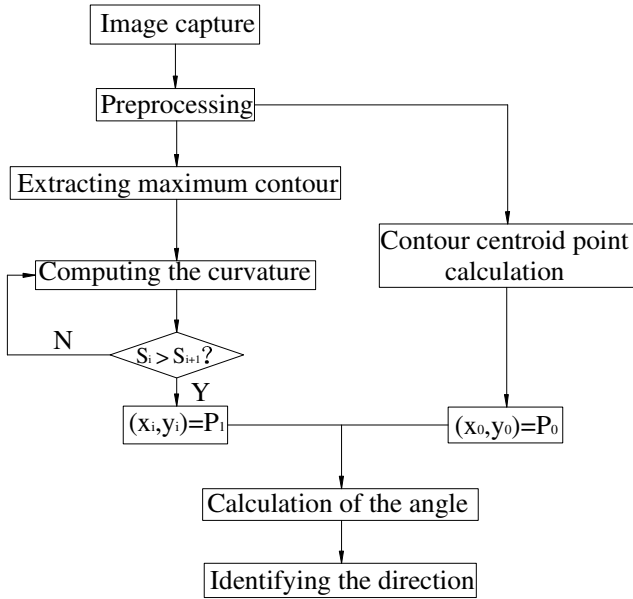 Image capture
Preprocessing
Extracting maximum contour
Contour centroid point
calculation
Computing the curvature
N
Sᵢ > Sᵢ₊₁?
Y
(xᵢ,yᵢ)=P₁
(x₀,y₀)=P₀
Calculation of the angle
Identifying the direction